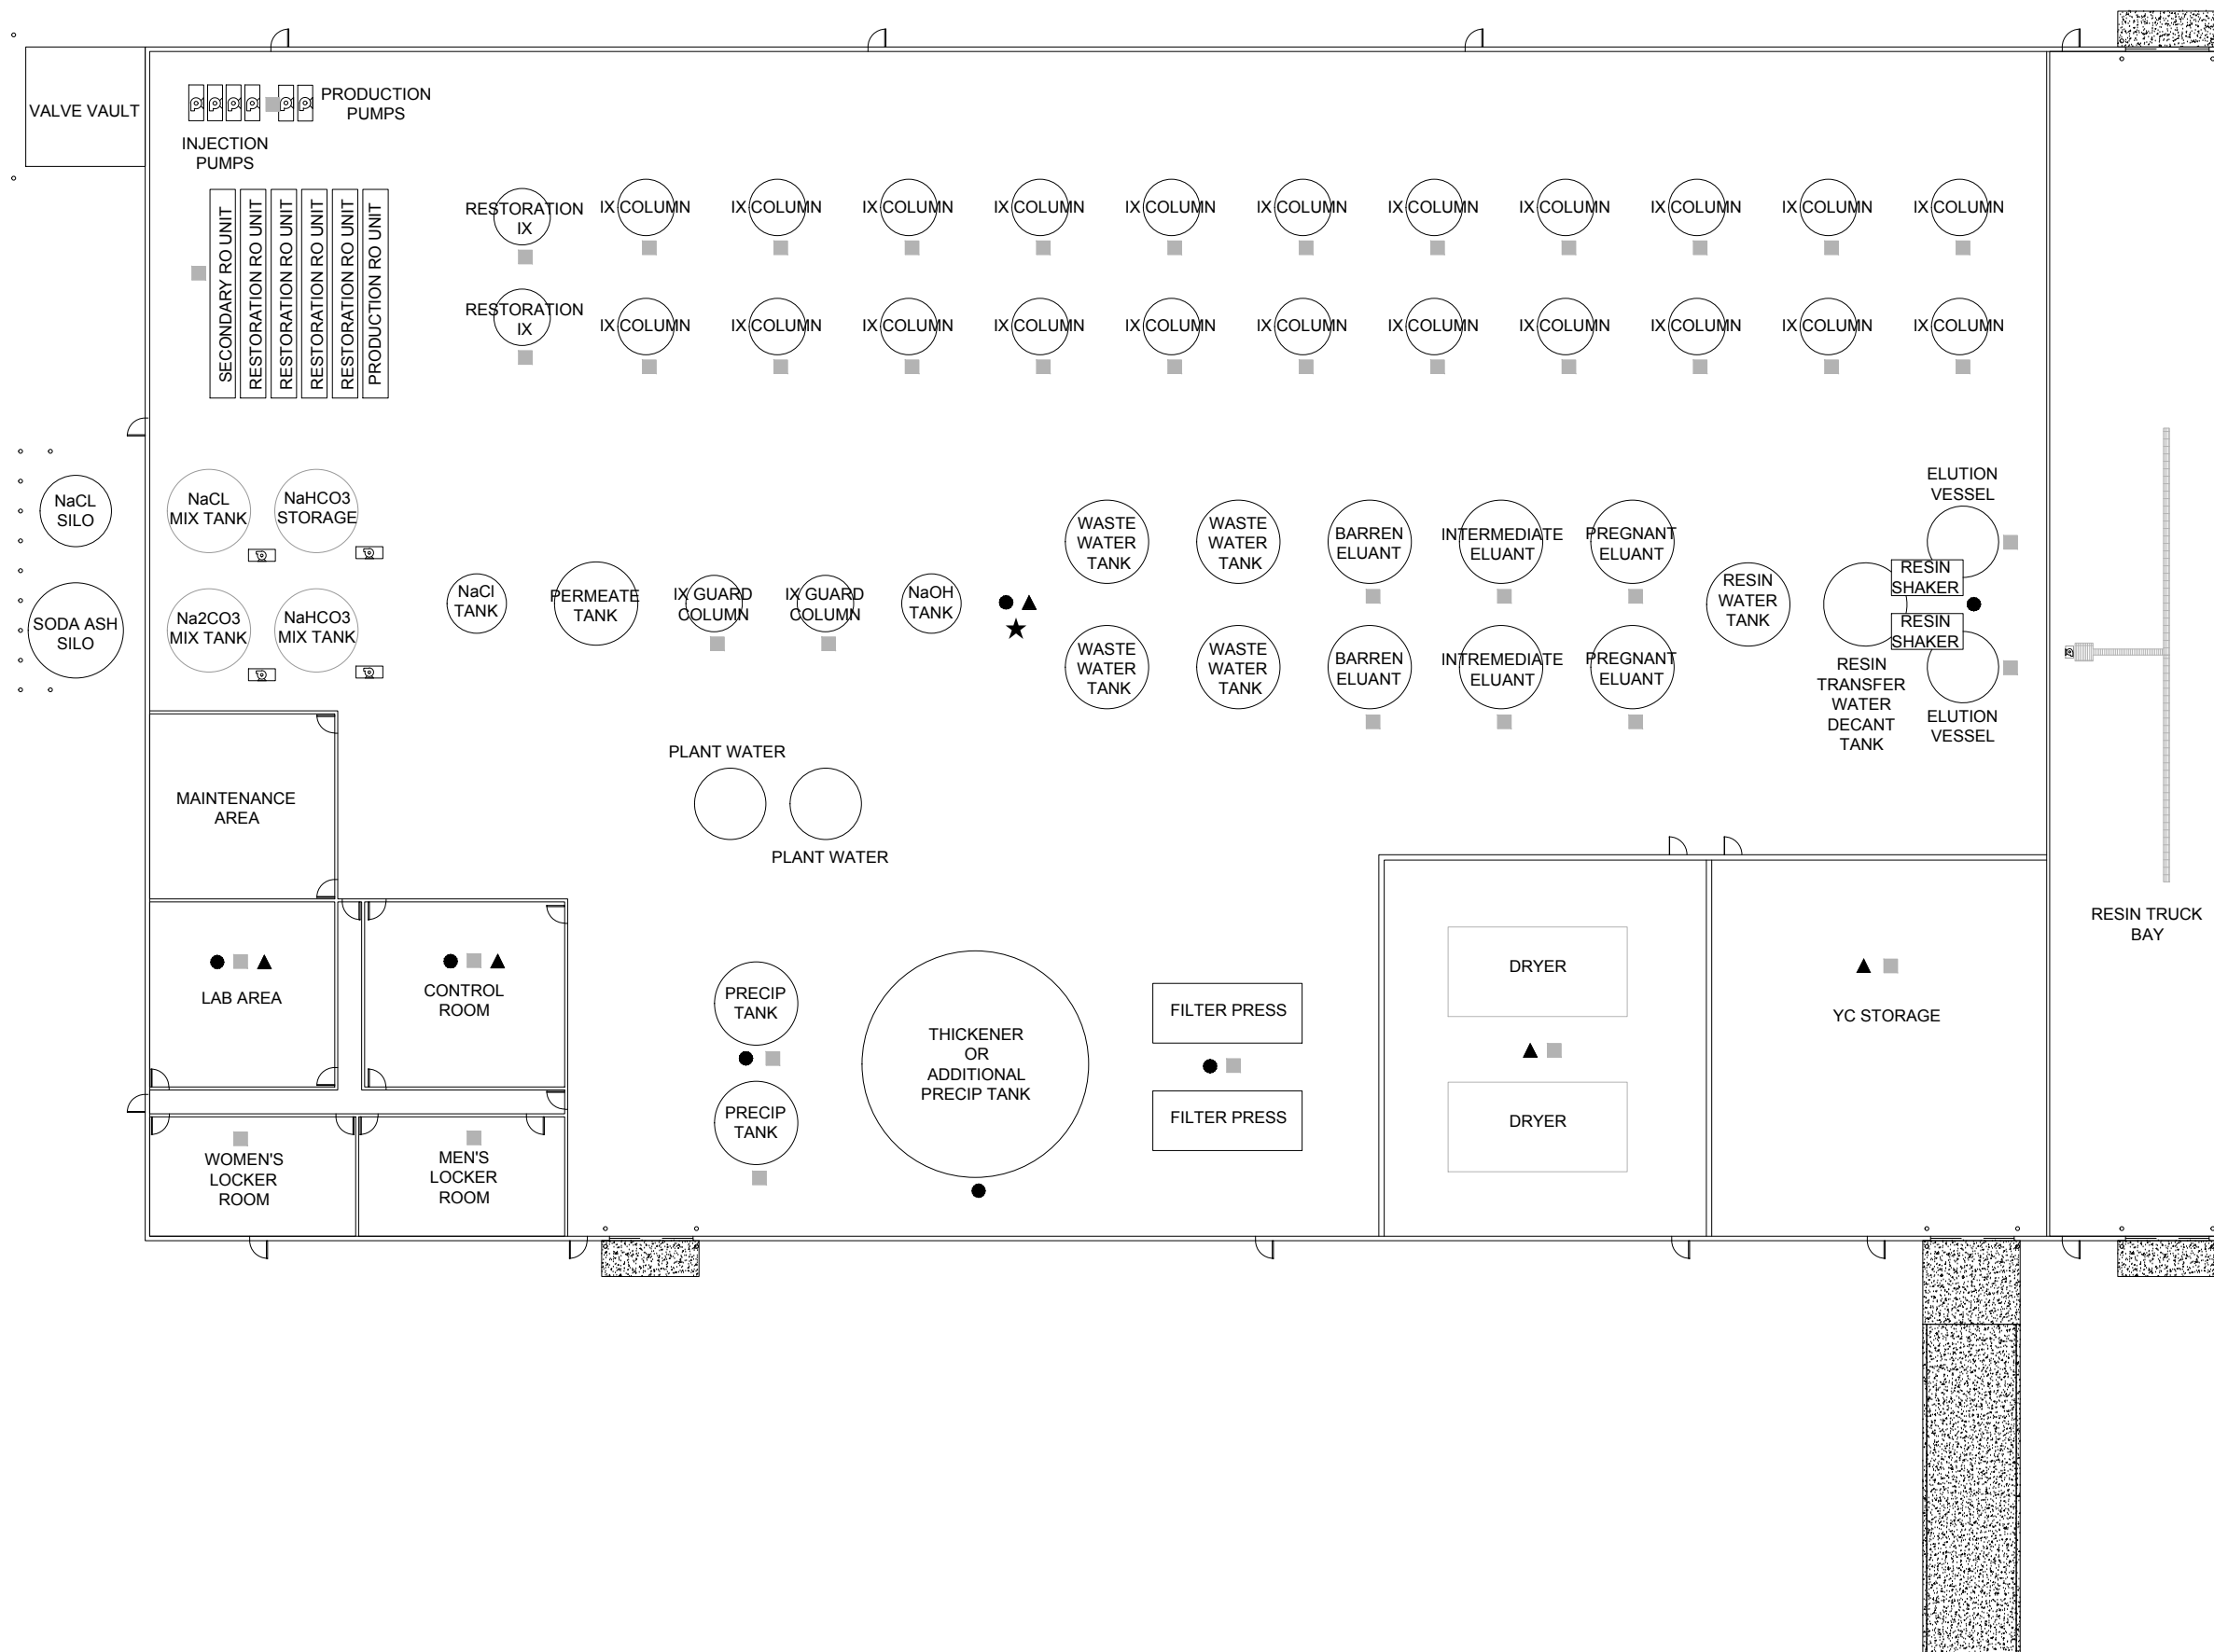 VALVE VAULT
PRODUCTION
PUMPS
INJECTION
PUMPS
SECONDARY RO UNIT
RESTORATION RO UNIT
RESTORATION RO UNIT
RESTORATION RO UNIT
RESTORATION RO UNIT
PRODUCTION RO UNIT
RESTORATION
IX
IX COLUMN
IX COLUMN
IX COLUMN
IX COLUMN
IX COLUMN
IX COLUMN
IX COLUMN
IX COLUMN
IX COLUMN
IX COLUMN
IX COLUMN
RESTORATION
IX
IX COLUMN
IX COLUMN
IX COLUMN
IX COLUMN
IX COLUMN
IX COLUMN
IX COLUMN
IX COLUMN
IX COLUMN
IX COLUMN
IX COLUMN
NaCL
SILO
NaCL
MIX TANK
NaHCO3
STORAGE
SODA ASH
SILO
Na2CO3
MIX TANK
NaHCO3
MIX TANK
NaCl
TANK
PERMEATE
TANK
IX GUARD
COLUMN
IX GUARD
COLUMN
NaOH
TANK
WASTE
WATER
TANK
WASTE
WATER
TANK
BARREN
ELUANT
INTERMEDIATE
ELUANT
PREGNANT
ELUANT
WASTE
WATER
TANK
WASTE
WATER
TANK
BARREN
ELUANT
INTREMEDIATE
ELUANT
PREGNANT
ELUANT
RESIN
WATER
TANK
ELUTION
VESSEL
RESIN
SHAKER
RESIN
SHAKER
RESIN
TRANSFER
WATER
DECANT
TANK
ELUTION
VESSEL
PLANT WATER
PLANT WATER
MAINTENANCE
AREA
LAB AREA
CONTROL
ROOM
WOMEN'S
LOCKER
ROOM
MEN'S
LOCKER
ROOM
PRECIP
TANK
PRECIP
TANK
THICKENER
OR
ADDITIONAL
PRECIP TANK
FILTER PRESS
FILTER PRESS
DRYER
DRYER
YC STORAGE
RESIN TRUCK
BAY